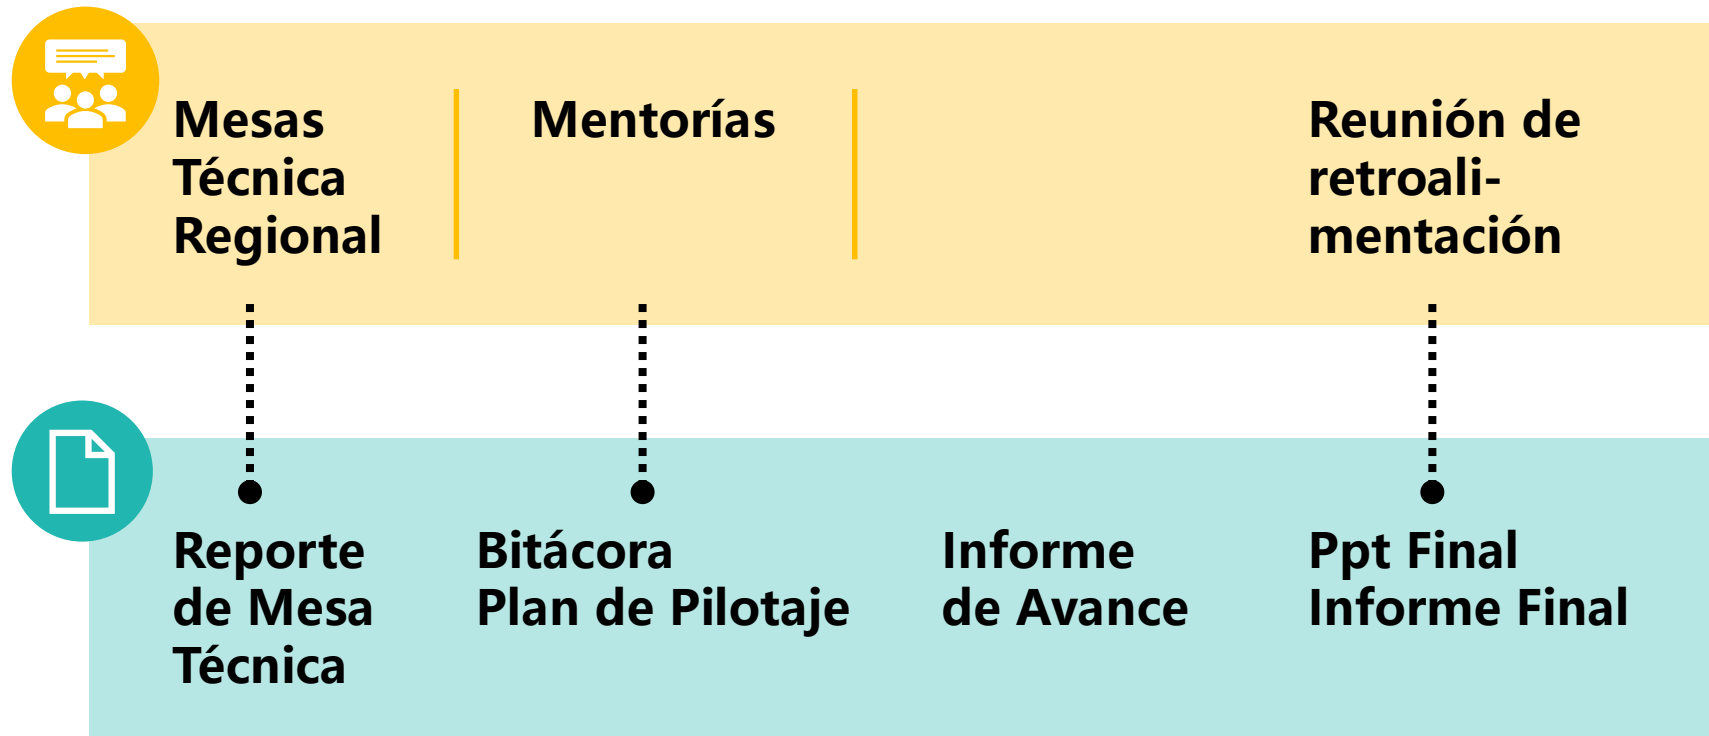 Mesas
Técnica
Regional
Mentorías
Reunión de
retroali-
mentación
Reporte
de Mesa
Técnica
Bitácora
Plan de Pilotaje
Informe
de Avance
Ppt Final
Informe Final